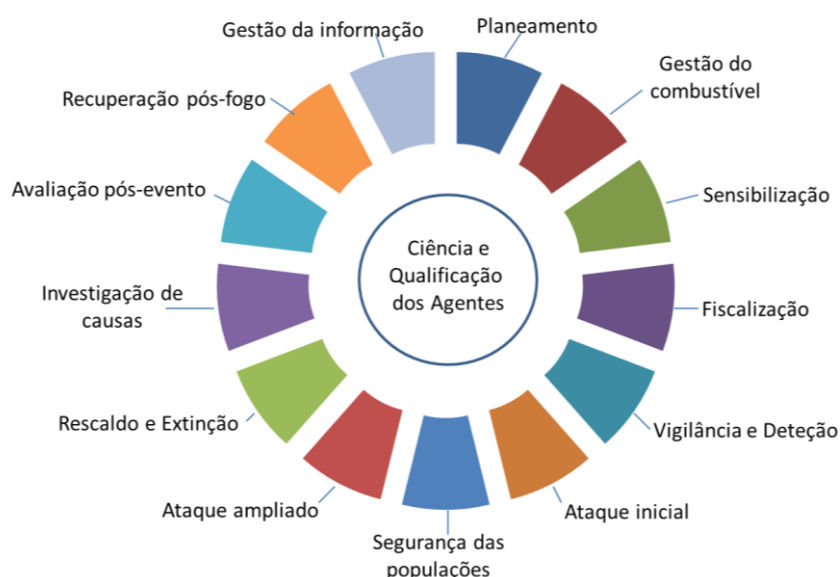 Planeamento
Gestão do
combustível
Sensibilização
Fiscalização
Vigilância e Deteção
Ataque inicial
Segurança das
populações
Ataque ampliado
Rescaldo e Extinção
Investigação de
causas
Avaliação pós-evento
Recuperação pós-fogo
Gestão da informação
Ciência e
Qualificação
dos Agentes